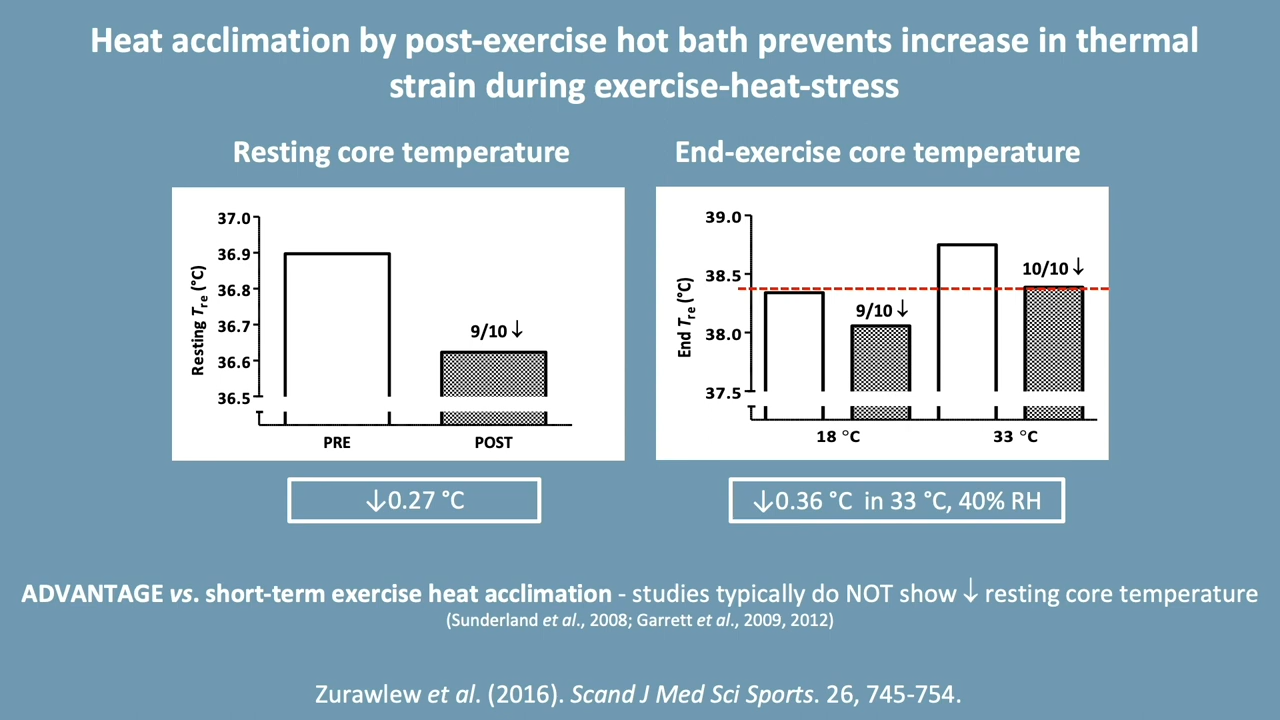 Heat acclimation by post-exercise hot bath prevents increase in thermal
strain during exercise-heat-stress
Resting core temperature
End-exercise core temperature
Resting Tre (°C)
37.0
36.9
36.8
36.7
36.6
36.5
9/10 ↓
PRE
POST
End Tre (°C)
39.0
38.5
38.0
37.5
9/10 ↓
10/10 ↓
18 °C
33 °C
↓0.27 °C
↓0.36 °C in 33 °C, 40% RH
ADVANTAGE vs. short-term exercise heat acclimation - studies typically do NOT show ↓ resting core temperature
(Sunderland et al., 2008; Garrett et al., 2009, 2012)
Zurawlew et al. (2016). Scand J Med Sci Sports. 26, 745-754.